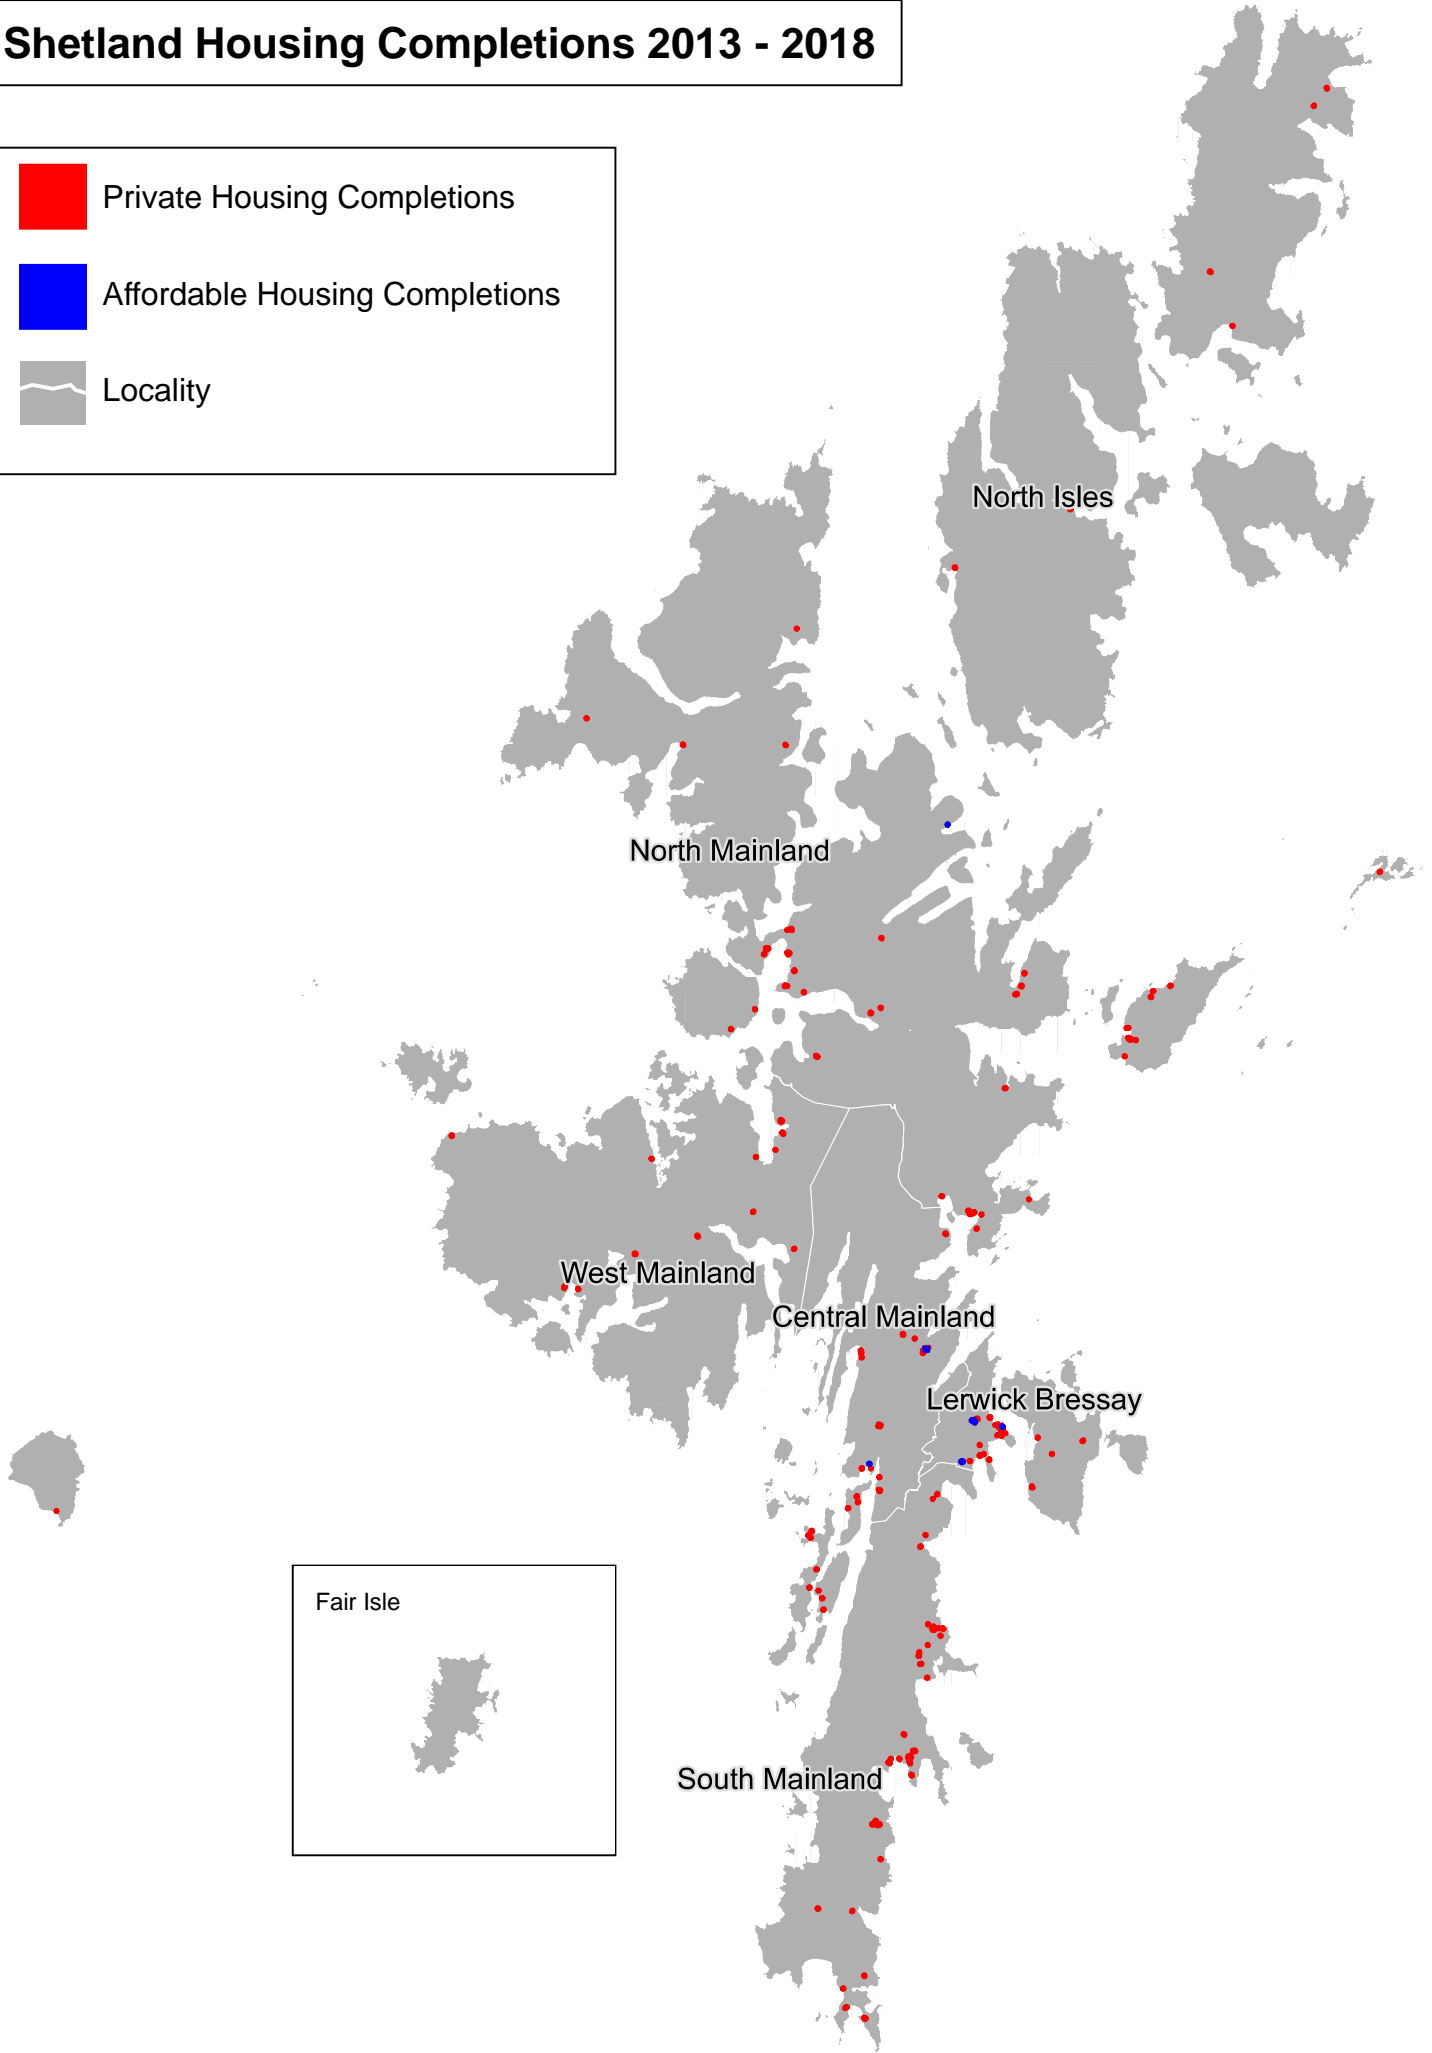 Shetland Housing Completions 2013 - 2018
Private Housing Completions
Affordable Housing Completions
Locality
North Isles
North Mainland
West Mainland
Central Mainland
Lerwick Bressay
Fair Isle
South Mainland